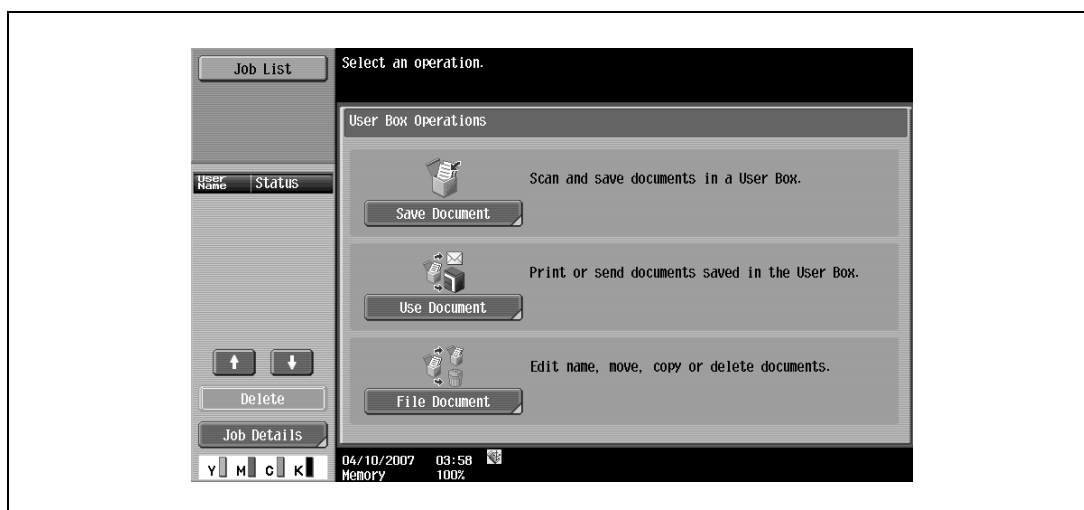 Job List
Select an operation.
User Box Operations
User Name Status
Scan and save documents in a User Box.
Save Document
Print or send documents saved in the User Box.
Use Document
Edit name, move, copy or delete documents.
File Document
Delete
Job Details
Y M C K
04/10/2007 03:58
Memory 100%